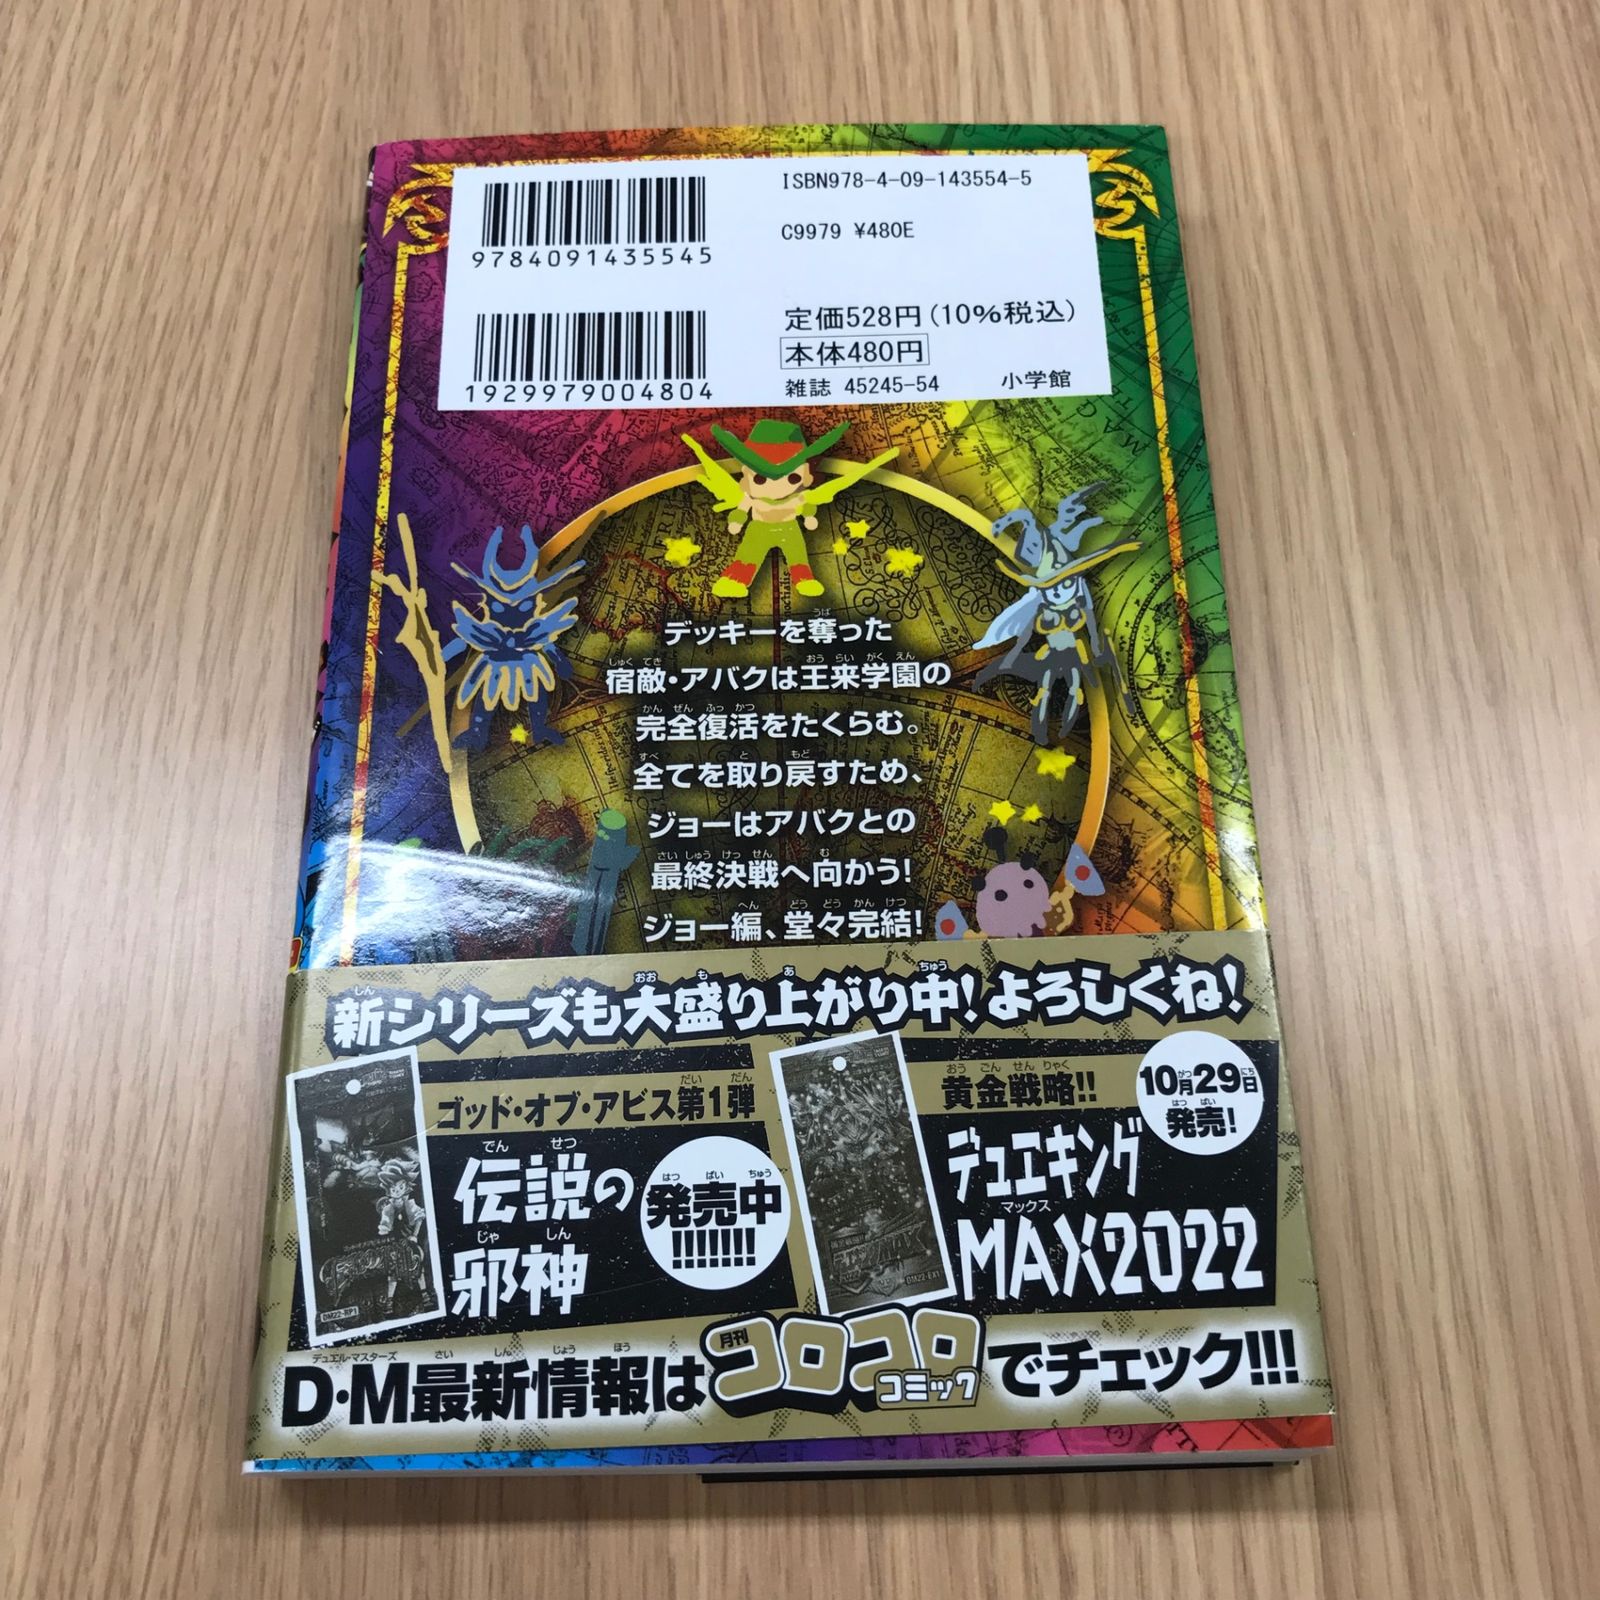 ISBN978-4-09-143554-5
C9979 ¥480E
9784091435545
定価528円(10%税込)
本体480円
1929979004804
雑誌 45245-54 小学館
デッキーを奪った
宿敵・アバクは王来学園の
完全復活をたくらむ。
全てを取り戻すため、
ジョーはアバクとの
最終決戦へ向かう!
ジョー編、堂々完結!
新シリーズも大盛り上がり中!よろしくね!
ゴッド・オブ・アビス第1弾
伝説の
邪神
発売中
!!!!!!!
DM22-RP1
黄金戦略!!
デュエキング
MAX2022
10月29日
発売!
DM22-EX1
D・M最新情報は月刊コロコロコミックでチェック!!!